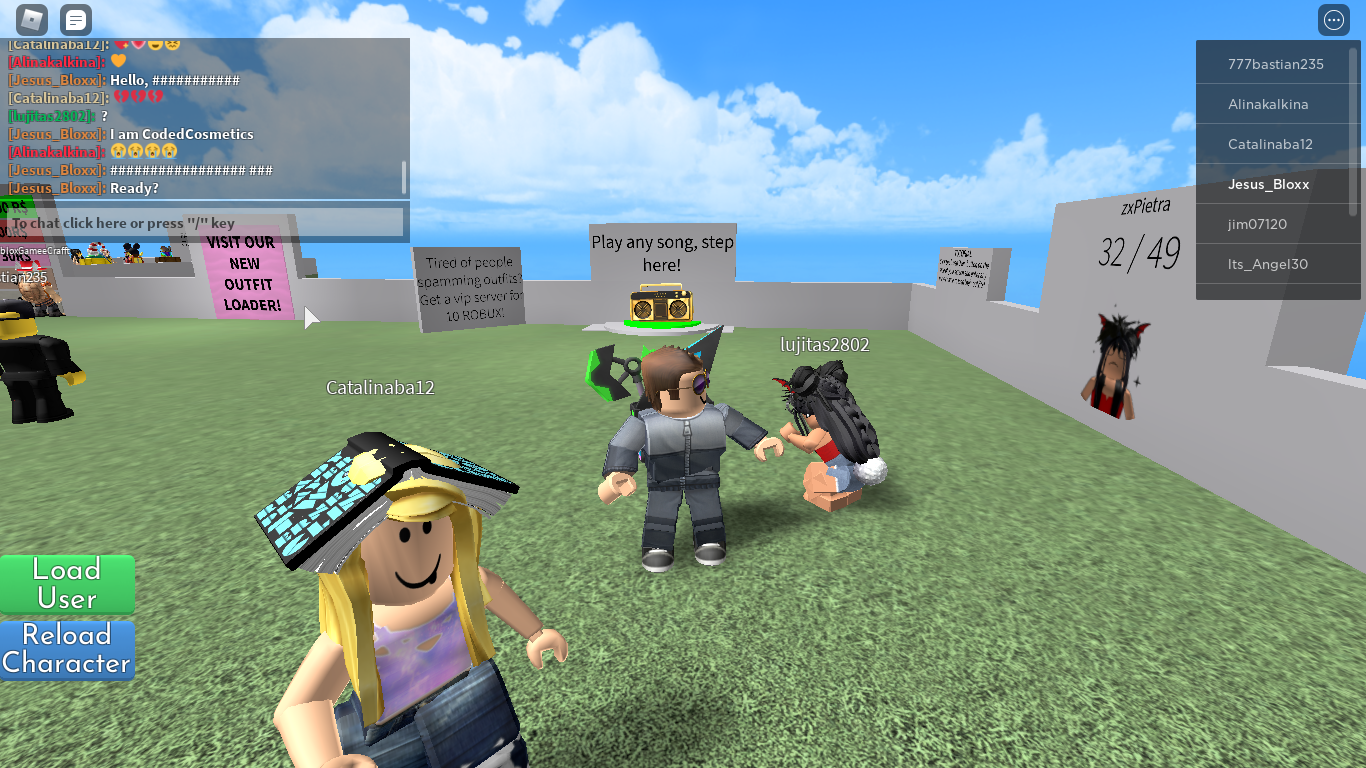 [Catalinaba12]: 💔💗😄😣
[Alinakalkina]: 🧡
[Jesus_Bloxx]: Hello, ###########
[Catalinaba12]: 💔💔💔
[lujitas2802]: ?
[Jesus_Bloxx]: I am CodedCosmetics
[Alinakalkina]: 😭😭😭😭
[Jesus_Bloxx]: ################# ###
[Jesus_Bloxx]: Ready?
To chat click here or press "/" key
777bastian235
Alinakalkina
Catalinaba12
Jesus_Bloxx
jim07120
Its_Angel30
bloxGameeCrafft
stian235
VISIT OUR
NEW
OUTFIT
LOADER!
Tired of people
spamming outfits?
Get a vip server for
10 ROBUX!
Play any song, step
here!
zxPietra
32/49
lujitas2802
Catalinaba12
Load
User
Reload
Character